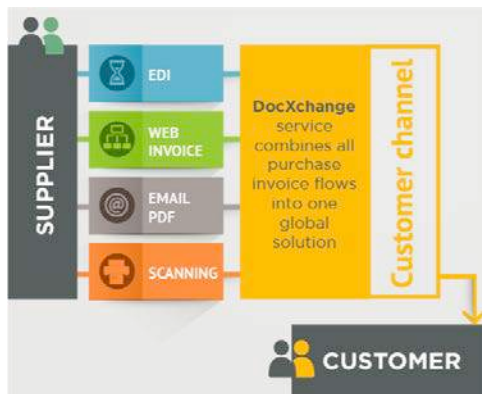 SUPPLIER
EDI
WEB
INVOICE
EMAIL
PDF
SCANNING
DocXchange
service
combines all
purchase
invoice flows
into one
global
solution
Customer channel
CUSTOMER